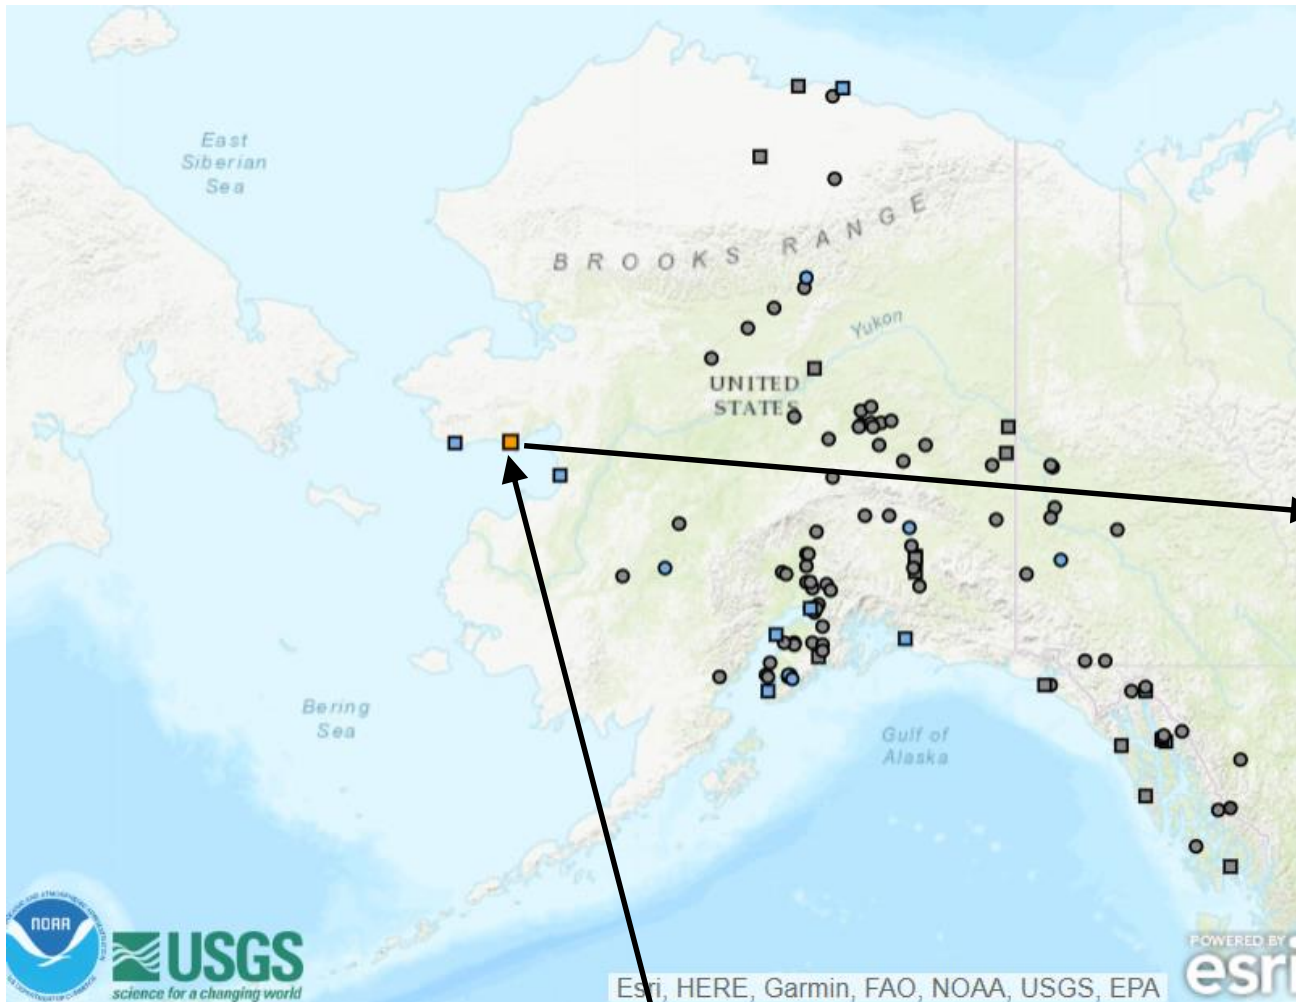 East
Siberian
Sea
BROOKS RANGE
Yukon
UNITED
STATES
Bering
Sea
Gulf of
Alaska
NOAA
USGS
science for a changing world
POWERED BY
esri
Esri, HERE, Garmin, FAO, NOAA, USGS, EPA